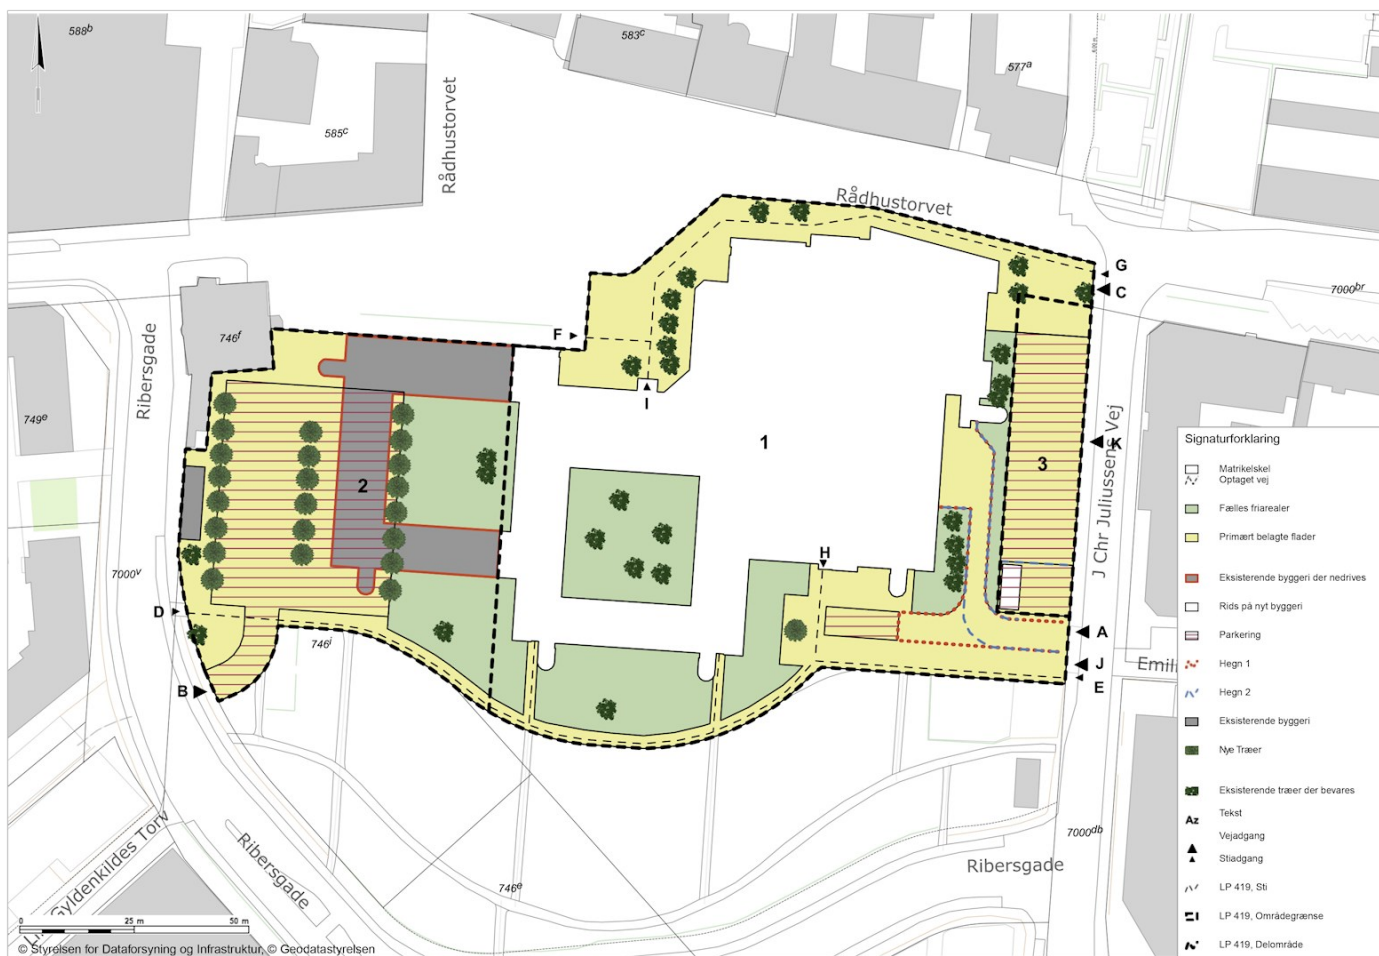 588b
583c
577a
585c
Rådhustorvet
Rådhustorvet
G
C
7000br
F
746f
Ribersgade
749e
I
1
K
2
3
J Chr Juliussens Vej
H
7000v
D
746i
A
J
E
B
7000db
Ribersgade
Ribersgade
746e
Gyldenkildes Torv
0 25 m 50 m
© Styrelsen for Dataforsyning og Infrastruktur, © Geodatastyrelsen
Signaturforklaring
Matrikelskel
Optaget vej
Fælles friarealer
Primært belagte flader
Eksisterende byggeri der nedrives
Rids på nyt byggeri
Parkering
Hegn 1
Hegn 2
Eksisterende byggeri
Nye Træer
Eksisterende træer der bevares
Az Tekst
Vejadgang
Stiadgang
LP 419, Sti
LP 419, Områdegrænse
LP 419, Delområde